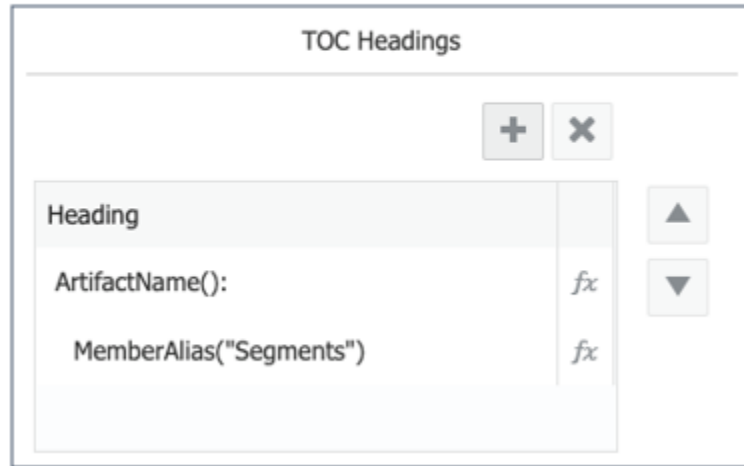 TOC Headings
Heading
ArtifactName():
fx
MemberAlias("Segments")
fx